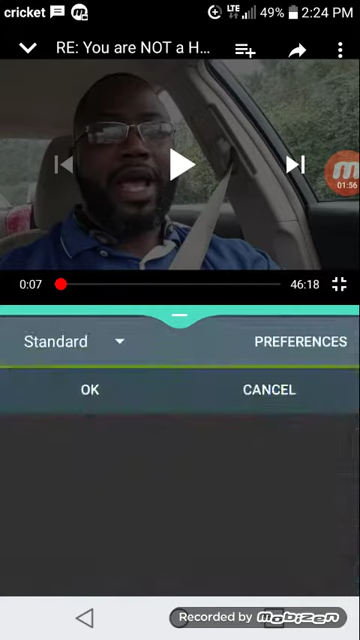 cricket LTE 49% 2:24 PM
RE: You are NOT a H...
01:56
0:07 46:18
Standard PREFERENCES
OK CANCEL
Recorded by mobizen